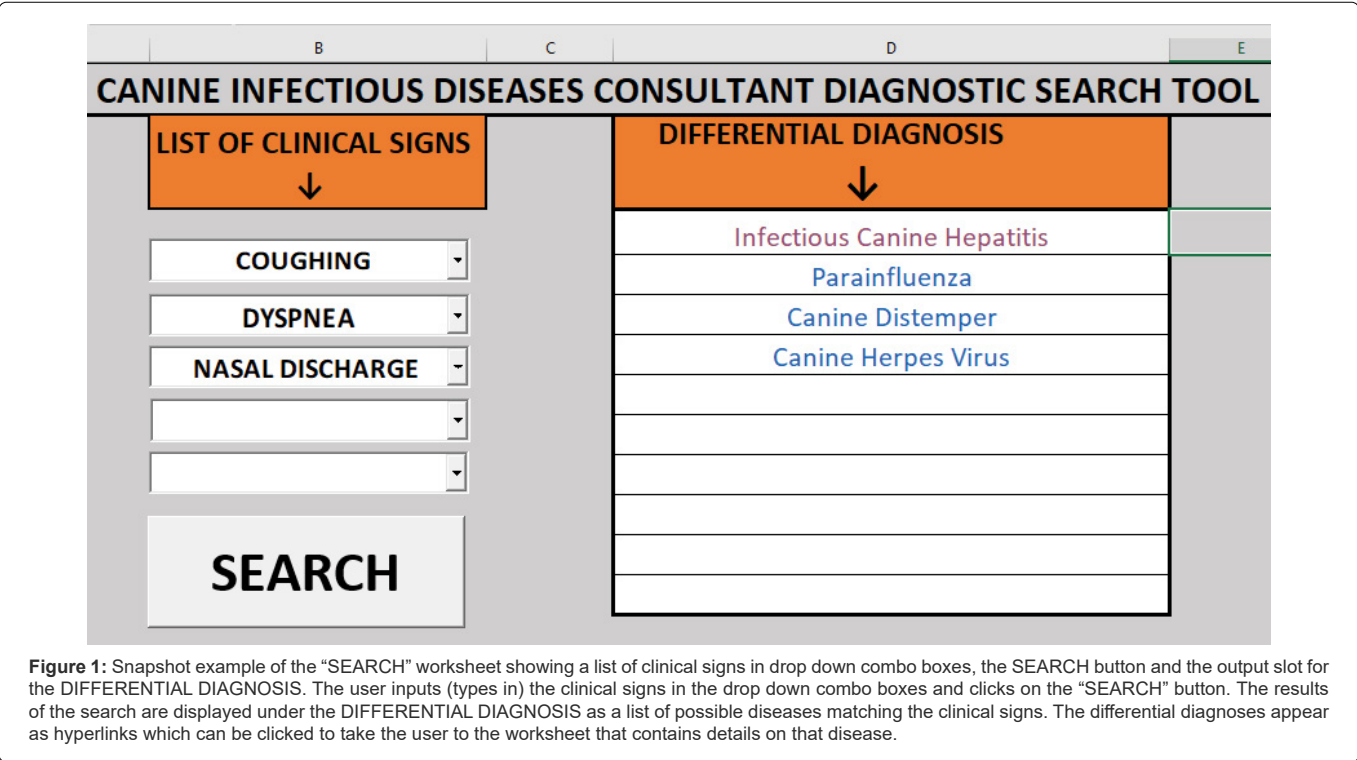 B C D E
CANINE INFECTIOUS DISEASES CONSULTANT DIAGNOSTIC SEARCH TOOL
LIST OF CLINICAL SIGNS
↓
COUGHING
DYSPNEA
NASAL DISCHARGE
SEARCH
DIFFERENTIAL DIAGNOSIS
↓
Infectious Canine Hepatitis
Parainfluenza
Canine Distemper
Canine Herpes Virus
Figure 1: Snapshot example of the “SEARCH” worksheet showing a list of clinical signs in drop down combo boxes, the SEARCH button and the output slot for
the DIFFERENTIAL DIAGNOSIS. The user inputs (types in) the clinical signs in the drop down combo boxes and clicks on the “SEARCH” button. The results
of the search are displayed under the DIFFERENTIAL DIAGNOSIS as a list of possible diseases matching the clinical signs. The differential diagnoses appear
as hyperlinks which can be clicked to take the user to the worksheet that contains details on that disease.